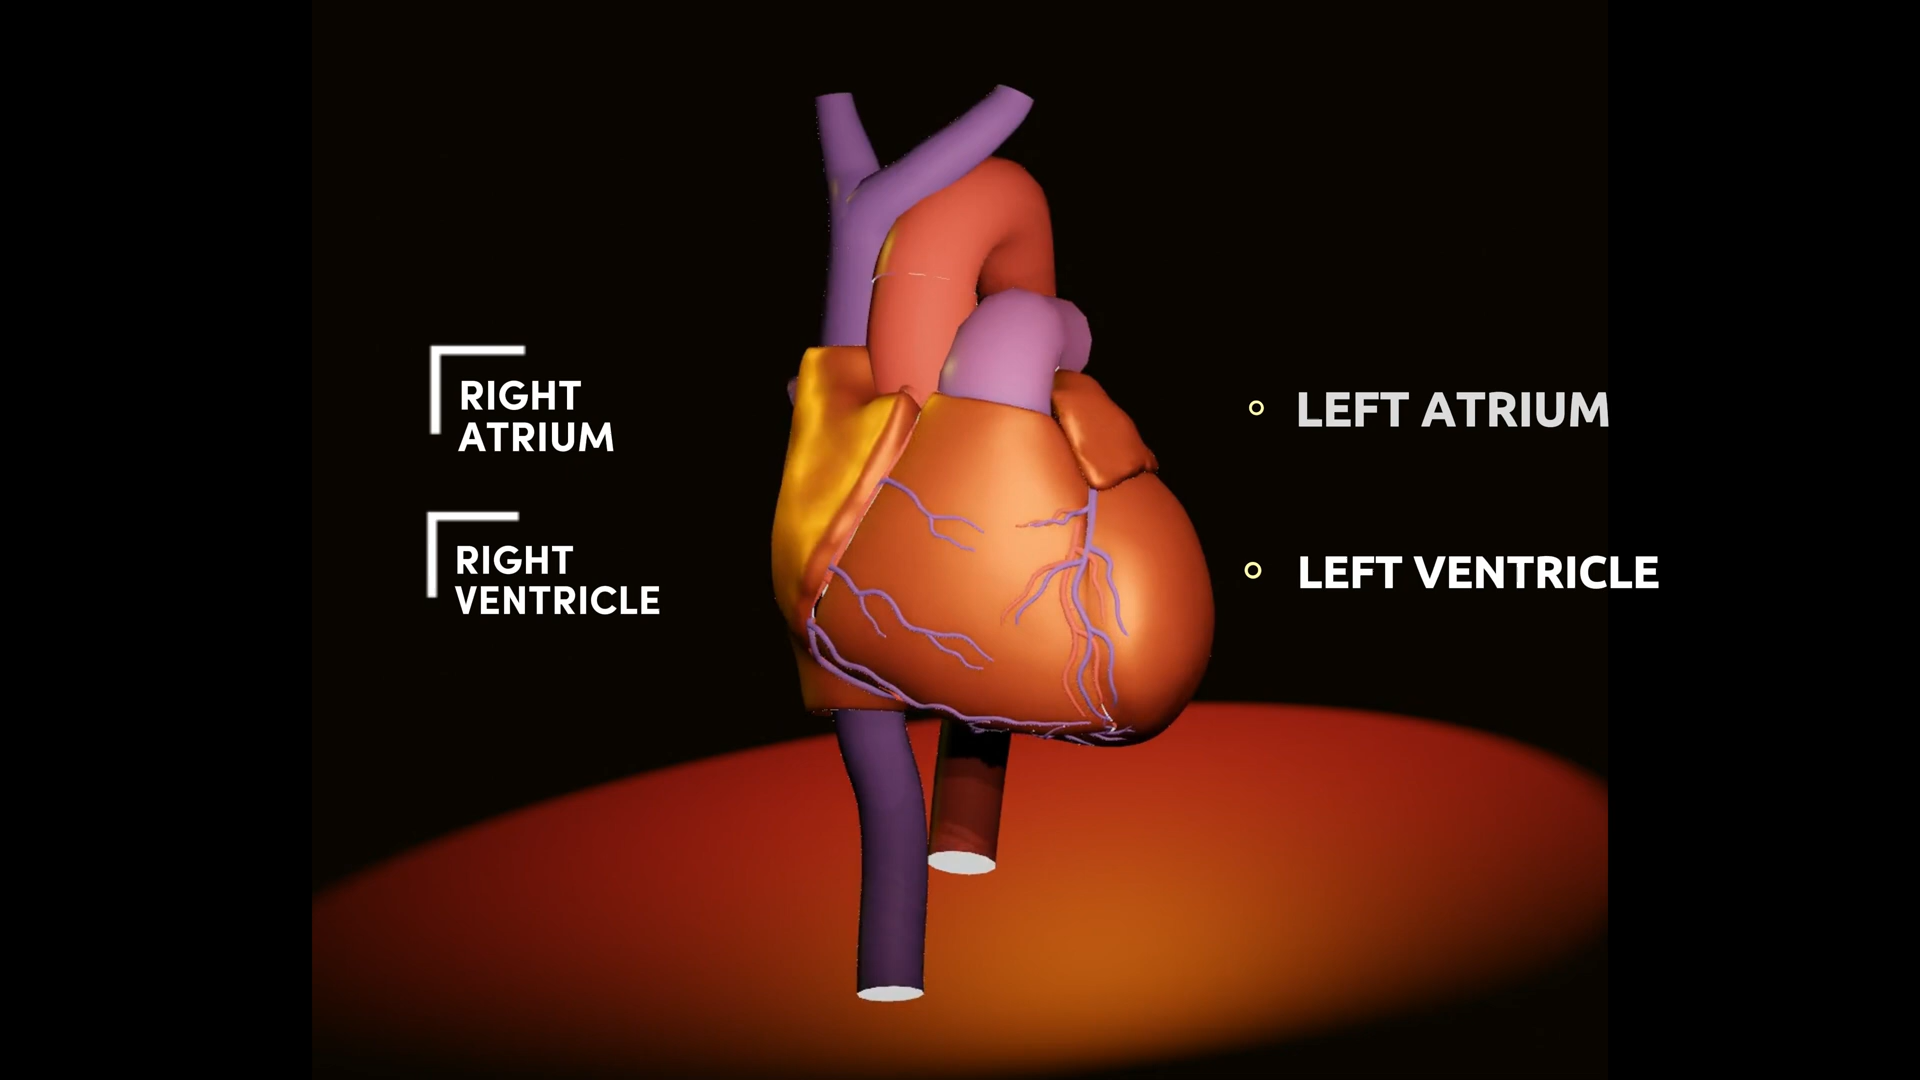 RIGHT
ATRIUM
RIGHT
VENTRICLE
LEFT ATRIUM
LEFT VENTRICLE